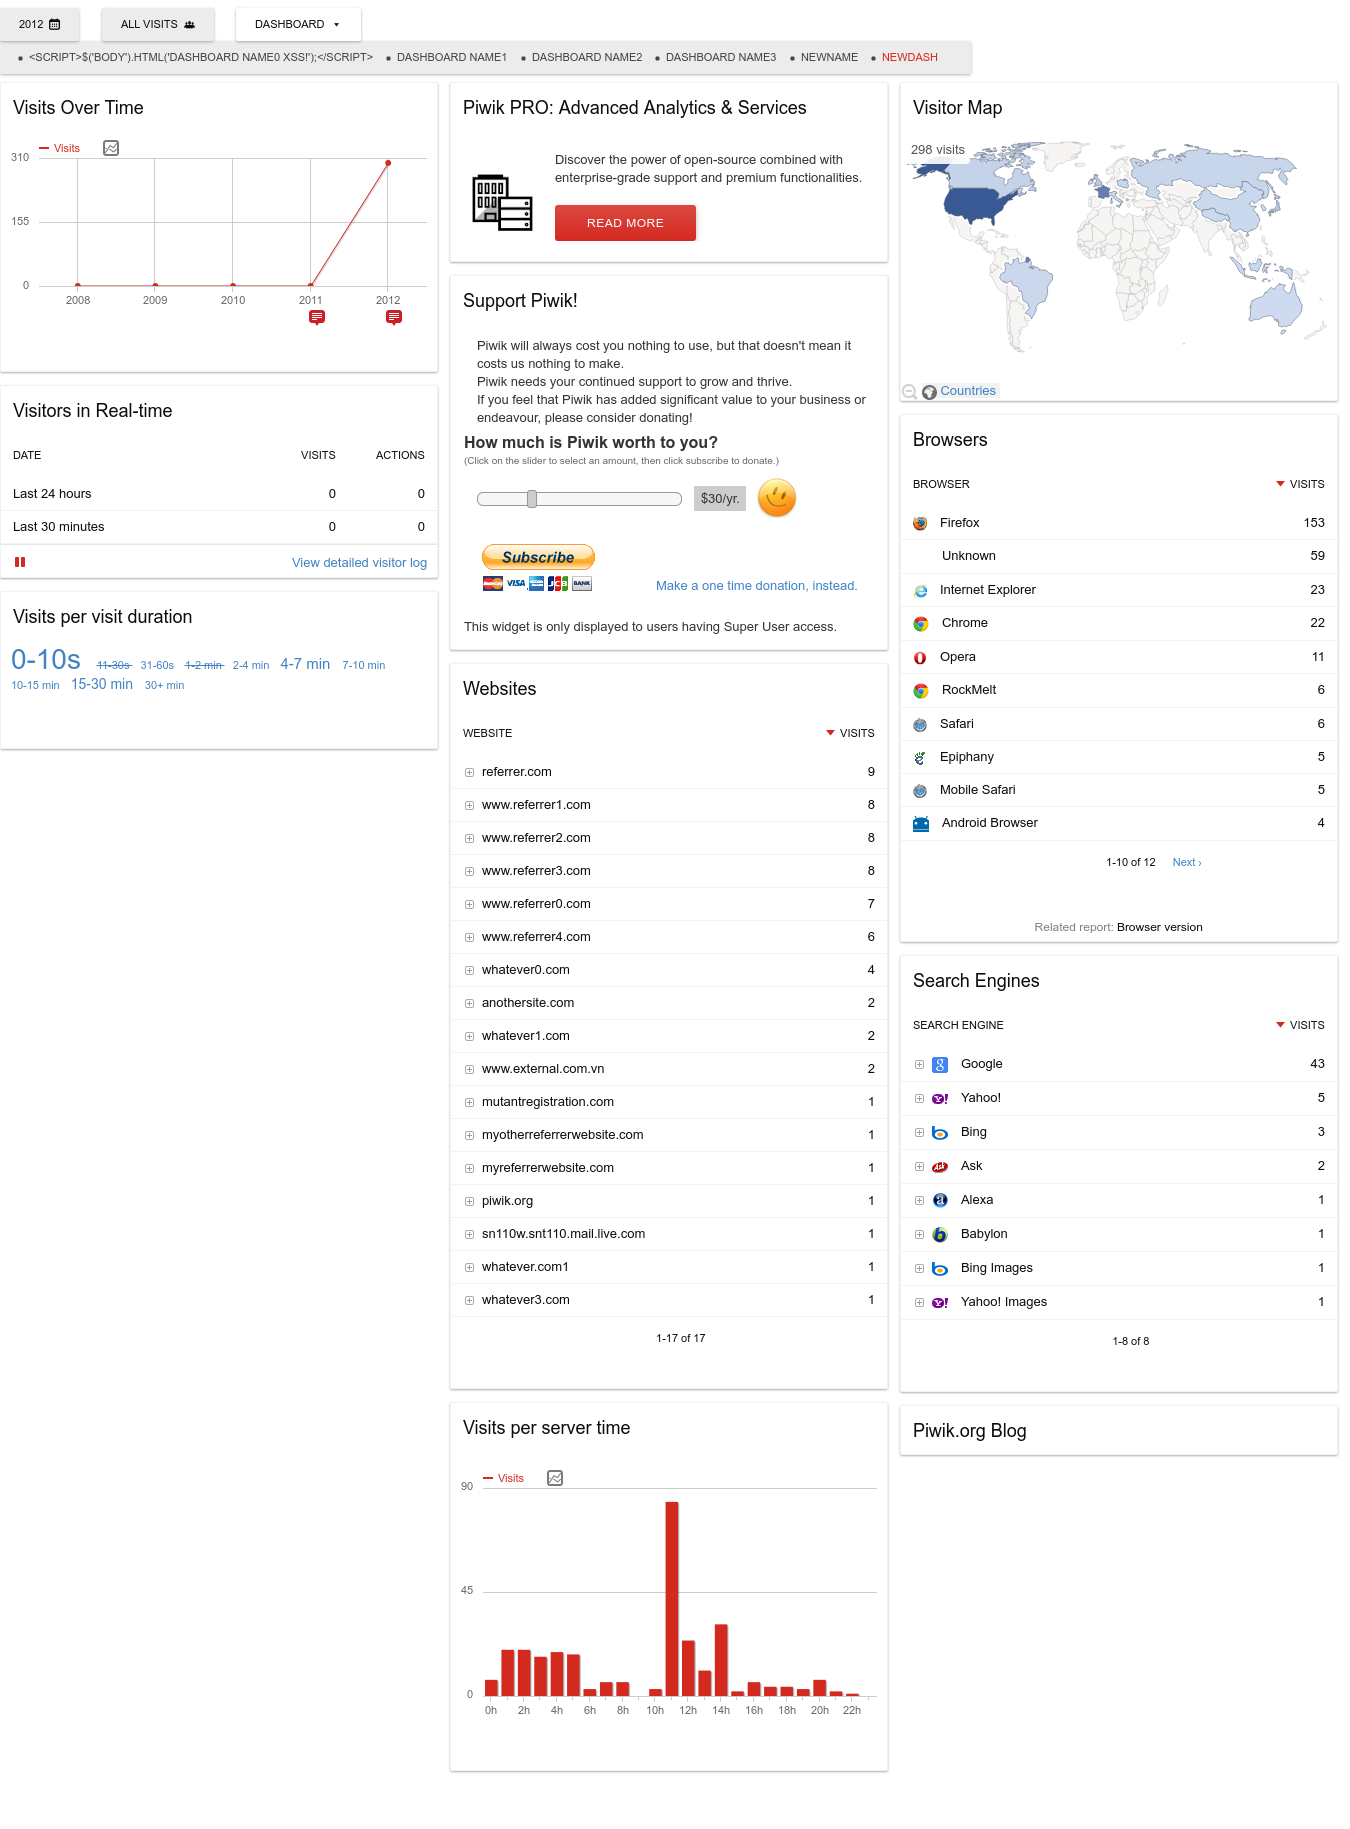 2012
ALL VISITS
DASHBOARD
<SCRIPT>$('BODY').HTML('DASHBOARD NAME0 XSS!');</SCRIPT>
DASHBOARD NAME1
DASHBOARD NAME2
DASHBOARD NAME3
NEWNAME
NEWDASH
Visits Over Time
Visits
310
155
0
2008 2009 2010 2011 2012
Visitors in Real-time
DATE VISITS ACTIONS
Last 24 hours 0 0
Last 30 minutes 0 0
View detailed visitor log
Visits per visit duration
0-10s 11-30s 31-60s 1-2 min 2-4 min 4-7 min 7-10 min
10-15 min 15-30 min 30+ min
Piwik PRO: Advanced Analytics & Services
Discover the power of open-source combined with
enterprise-grade support and premium functionalities.
READ MORE
Support Piwik!
Piwik will always cost you nothing to use, but that doesn't mean it
costs us nothing to make.
Piwik needs your continued support to grow and thrive.
If you feel that Piwik has added significant value to your business or
endeavour, please consider donating!
How much is Piwik worth to you?
(Click on the slider to select an amount, then click subscribe to donate.)
$30/yr.
Subscribe
VISA JCB BANK
Make a one time donation, instead.
This widget is only displayed to users having Super User access.
Websites
WEBSITE VISITS
referrer.com 9
www.referrer1.com 8
www.referrer2.com 8
www.referrer3.com 8
www.referrer0.com 7
www.referrer4.com 6
whatever0.com 4
anothersite.com 2
whatever1.com 2
www.external.com.vn 2
mutantregistration.com 1
myotherreferrerwebsite.com 1
myreferrerwebsite.com 1
piwik.org 1
sn110w.snt110.mail.live.com 1
whatever.com1 1
whatever3.com 1
1-17 of 17
Visits per server time
Visits
90
45
0
0h 2h 4h 6h 8h 10h 12h 14h 16h 18h 20h 22h
Visitor Map
298 visits
Countries
Browsers
BROWSER VISITS
Firefox 153
Unknown 59
Internet Explorer 23
Chrome 22
Opera 11
RockMelt 6
Safari 6
Epiphany 5
Mobile Safari 5
Android Browser 4
1-10 of 12 Next ›
Related report: Browser version
Search Engines
SEARCH ENGINE VISITS
Google 43
Yahoo! 5
Bing 3
Ask 2
Alexa 1
Babylon 1
Bing Images 1
Yahoo! Images 1
1-8 of 8
Piwik.org Blog